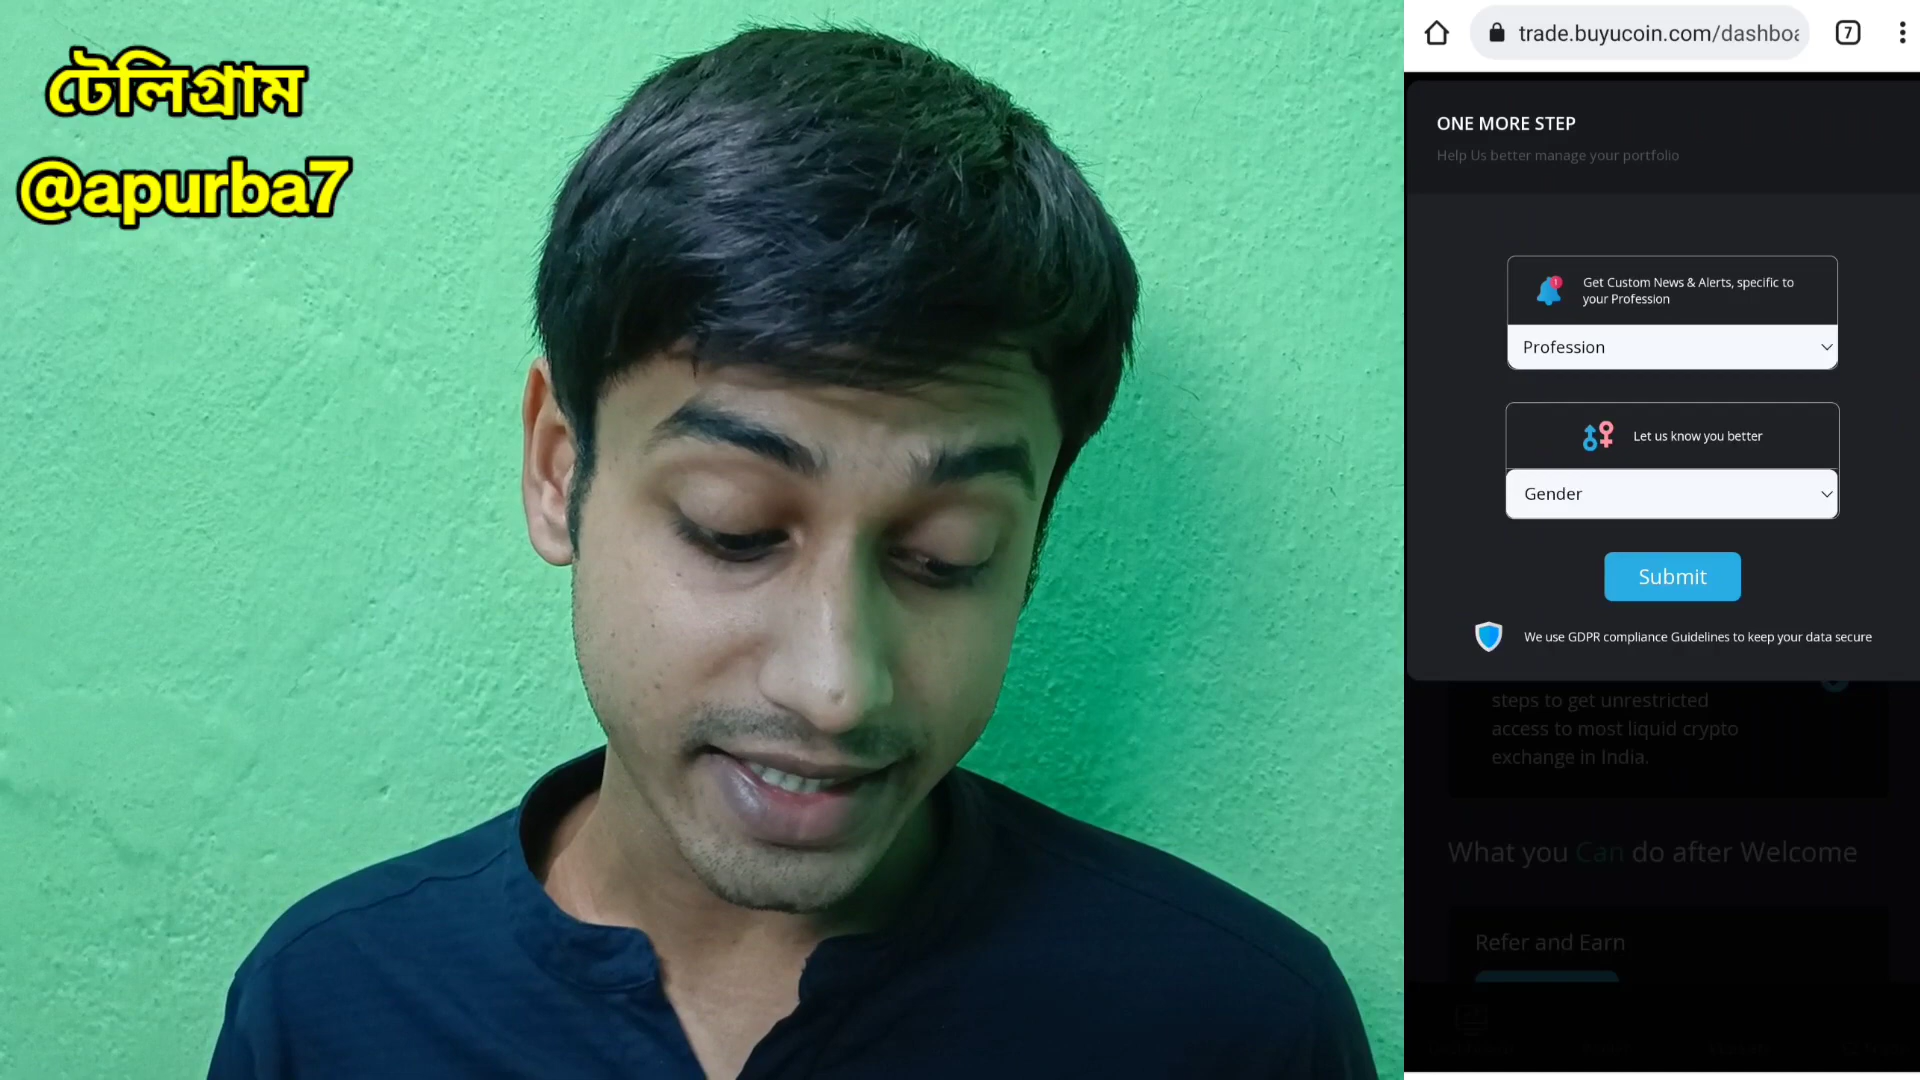 টেলিগ্রাম
@apurba7
trade.buyucoin.com/dashboa
7
ONE MORE STEP
Help Us better manage your portfolio
Get Custom News & Alerts, specific to
your Profession
Profession
Let us know you better
Gender
Submit
We use GDPR compliance Guidelines to keep your data secure
steps to get unrestricted
access to most liquid crypto
exchange in India.
What you Can do after Welcome
Refer and Earn